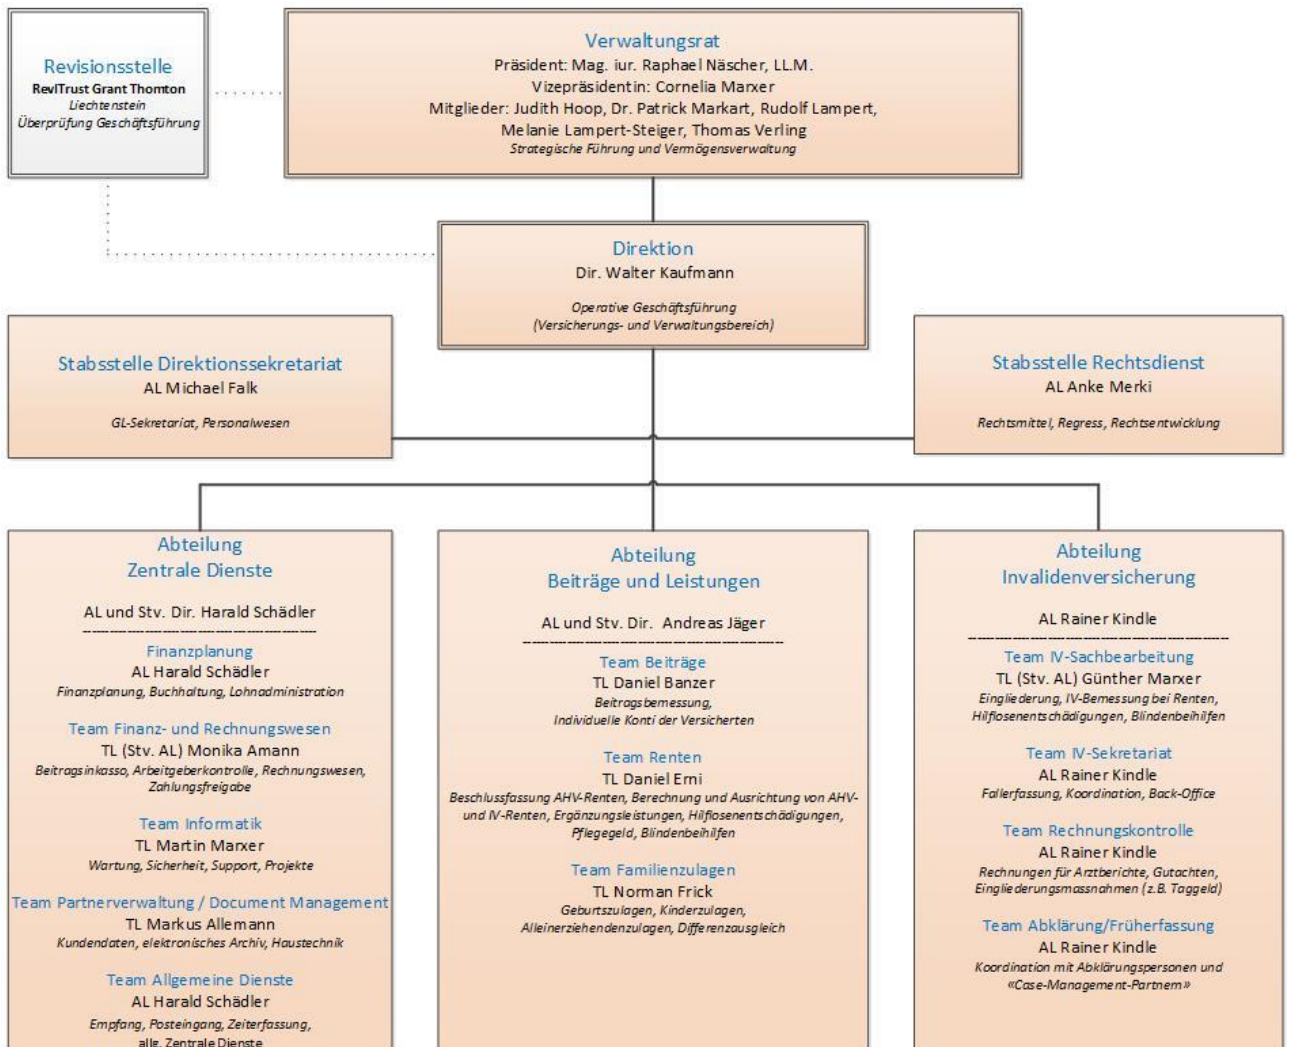 Revisionsstelle
RevITrust Grant Thornton
Liechtenstein
Überprüfung Geschäftsführung
Verwaltungsrat
Präsident: Mag. iur. Raphael Näscher, LL.M.
Vizepräsidentin: Cornelia Marxer
Mitglieder: Judith Hoop, Dr. Patrick Markart, Rudolf Lampert,
Melanie Lampert-Steiger, Thomas Verling
Strategische Führung und Vermögensverwaltung
Direktion
Dir. Walter Kaufmann
Operative Geschäftsführung
(Versicherungs- und Verwaltungsbereich)
Stabsstelle Direktionssekretariat
AL Michael Falk
GL-Sekretariat, Personalwesen
Stabsstelle Rechtsdienst
AL Anke Merki
Rechtsmittel, Regress, Rechtsentwicklung
Abteilung
Zentrale Dienste
AL und Stv. Dir. Harald Schädler
Finanzplanung
AL Harald Schädler
Finanzplanung, Buchhaltung, Lohnadministration
Team Finanz- und Rechnungswesen
TL (Stv. AL) Monika Amann
Beitragsinkasso, Arbeitgeberkontrolle, Rechnungswesen,
Zahlungsfreigabe
Team Informatik
TL Martin Marxer
Wartung, Sicherheit, Support, Projekte
Team Partnerverwaltung / Document Management
TL Markus Allemann
Kundendaten, elektronisches Archiv, Haustechnik
Team Allgemeine Dienste
AL Harald Schädler
Empfang, Posteingang, Zeiterfassung,
allg. Zentrale Dienste
Abteilung
Beiträge und Leistungen
AL und Stv. Dir. Andreas Jäger
Team Beiträge
TL Daniel Banzer
Beitragsbemessung,
Individuelle Konti der Versicherten
Team Renten
TL Daniel Erni
Beschlussfassung AHV-Renten, Berechnung und Ausrichtung von AHV-
und IV-Renten, Ergänzungsleistungen, Hilflosenentschädigungen,
Pflegegeld, Blindenbeihilfen
Team Familienzulagen
TL Norman Frick
Geburtszulagen, Kinderzulagen,
Alleinerziehendenzulagen, Differenzausgleich
Abteilung
Invalidenversicherung
AL Rainer Kindle
Team IV-Sachbearbeitung
TL (Stv. AL) Günther Marxer
Eingliederung, IV-Bemessung bei Renten,
Hilflosenentschädigungen, Blindenbeihilfen
Team IV-Sekretariat
AL Rainer Kindle
Fallerfassung, Koordination, Back-Office
Team Rechnungskontrolle
AL Rainer Kindle
Rechnungen für Arztberichte, Gutachten,
Eingliederungsmassnahmen (z.B. Taggeld)
Team Abklärung/Früherfassung
AL Rainer Kindle
Koordination mit Abklärungspersonen und
«Case-Management-Partnern»